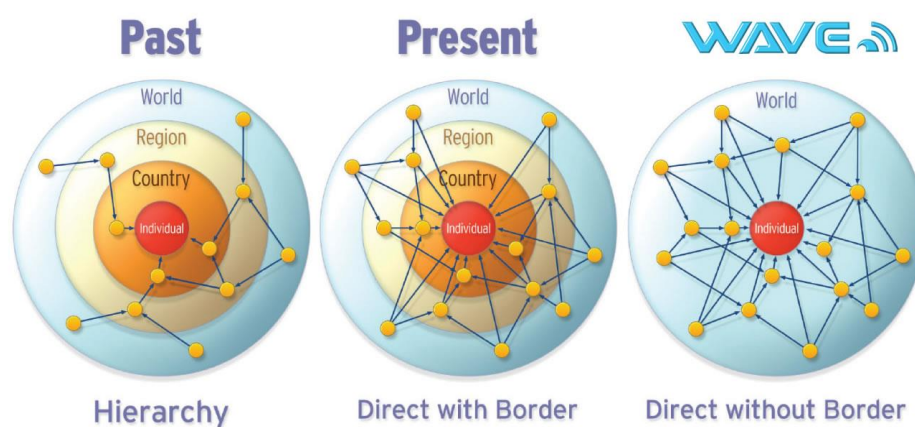 Past
World
Region
Country
Individual
Hierarchy
Present
World
Region
Country
Individual
Direct with Border
WAVE
World
Individual
Direct without Border